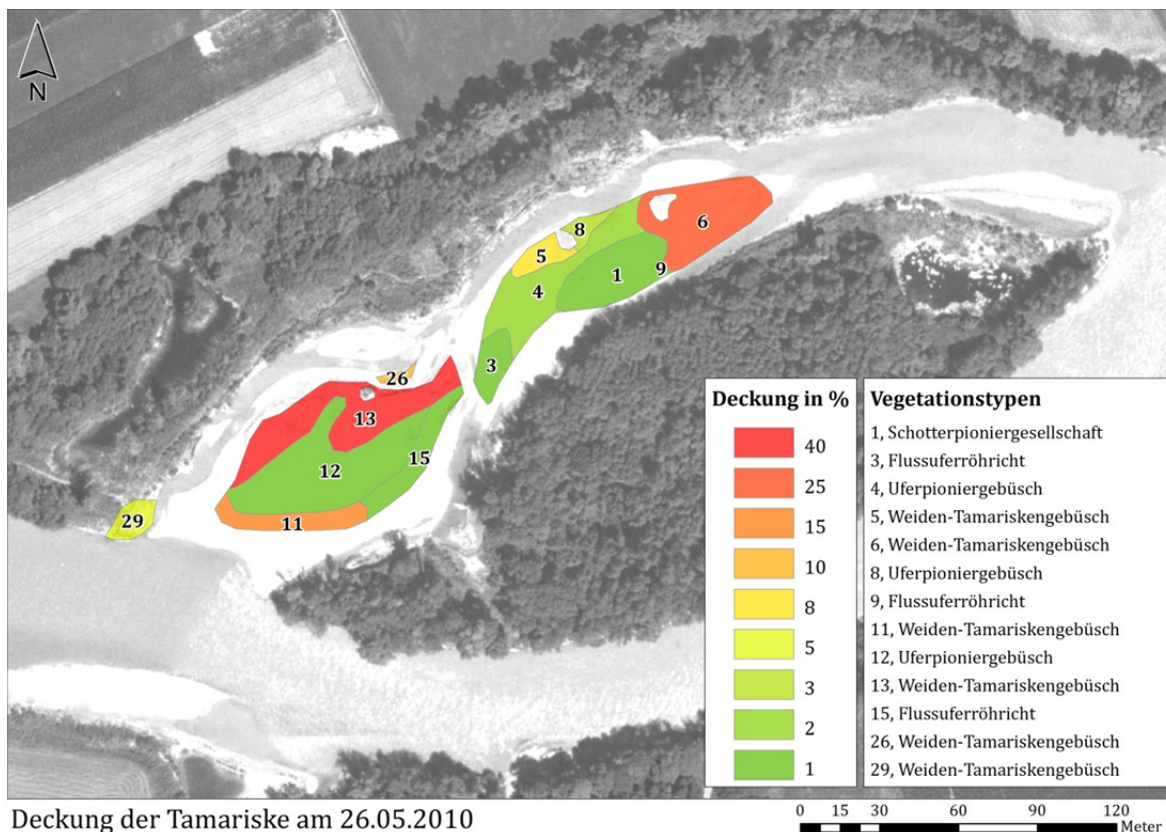 N
8
6
5
1
9
4
3
26
13
12
15
29
11
Deckung in %
40
25
15
10
8
5
3
2
1
Vegetationstypen
1, Schotterpioniergesellschaft
3, Flussuferröhricht
4, Uferpioniergebüsch
5, Weiden-Tamariskengebüsch
6, Weiden-Tamariskengebüsch
8, Uferpioniergebüsch
9, Flussuferröhricht
11, Weiden-Tamariskengebüsch
12, Uferpioniergebüsch
13, Weiden-Tamariskengebüsch
15, Flussuferröhricht
26, Weiden-Tamariskengebüsch
29, Weiden-Tamariskengebüsch
Deckung der Tamariske am 26.05.2010
0 15 30 60 90 120
Meter